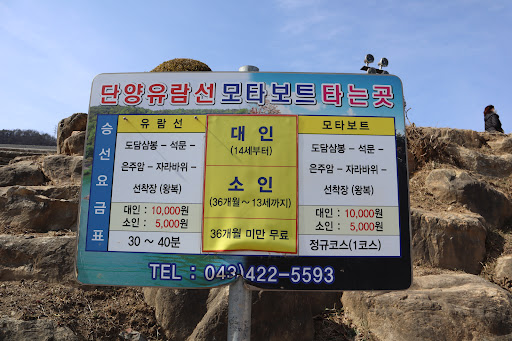 단양유람선 모타보트 타는곳
승선요금표
유람선
도담삼봉 - 석문 -
은주암 - 자라바위 -
선착장 (왕복)
대인 : 10,000원
소인 : 5,000원
30 ~ 40분
대인
(14세부터)
소인
(36개월~13세까지)
36개월 미만 무료
모타보트
도담삼봉 - 석문 -
은주암 - 자라바위 -
선착장 (왕복)
대인 : 10,000원
소인 : 5,000원
정규코스(1코스)
TEL : 043)422-5593